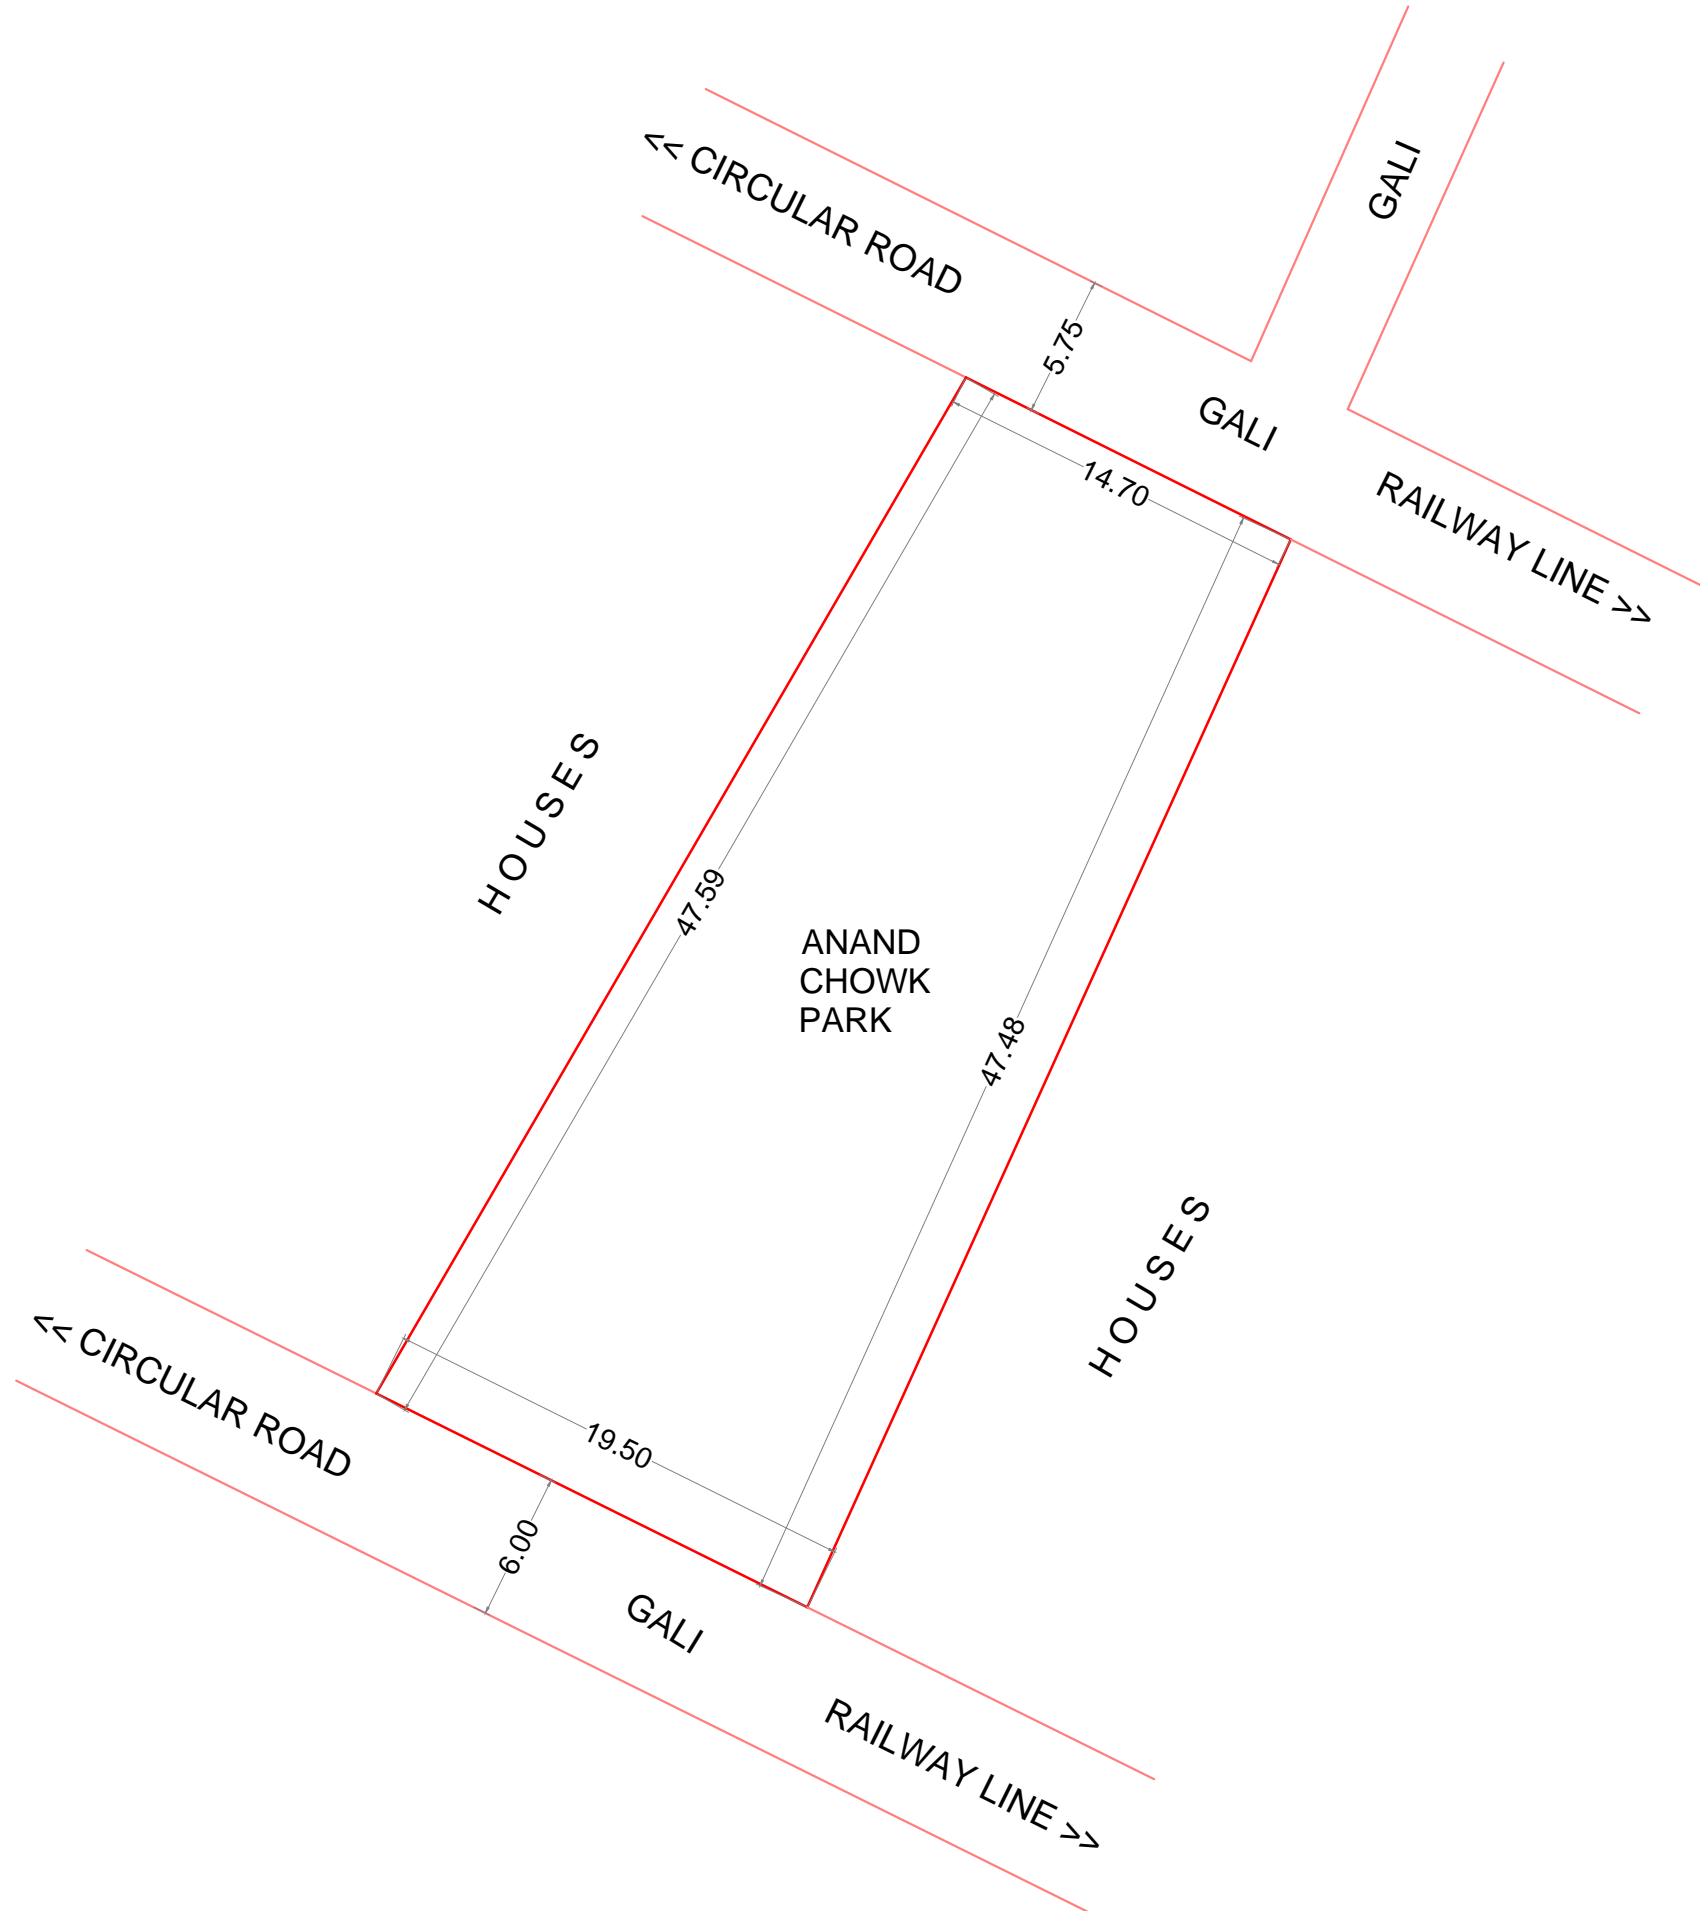 << CIRCULAR ROAD
GALI
5.75
GALI
14.70
RAILWAY LINE >>
HOUSES
47.59
ANAND
CHOWK
PARK
47.48
HOUSES
<< CIRCULAR ROAD
19.50
6.00
GALI
RAILWAY LINE >>